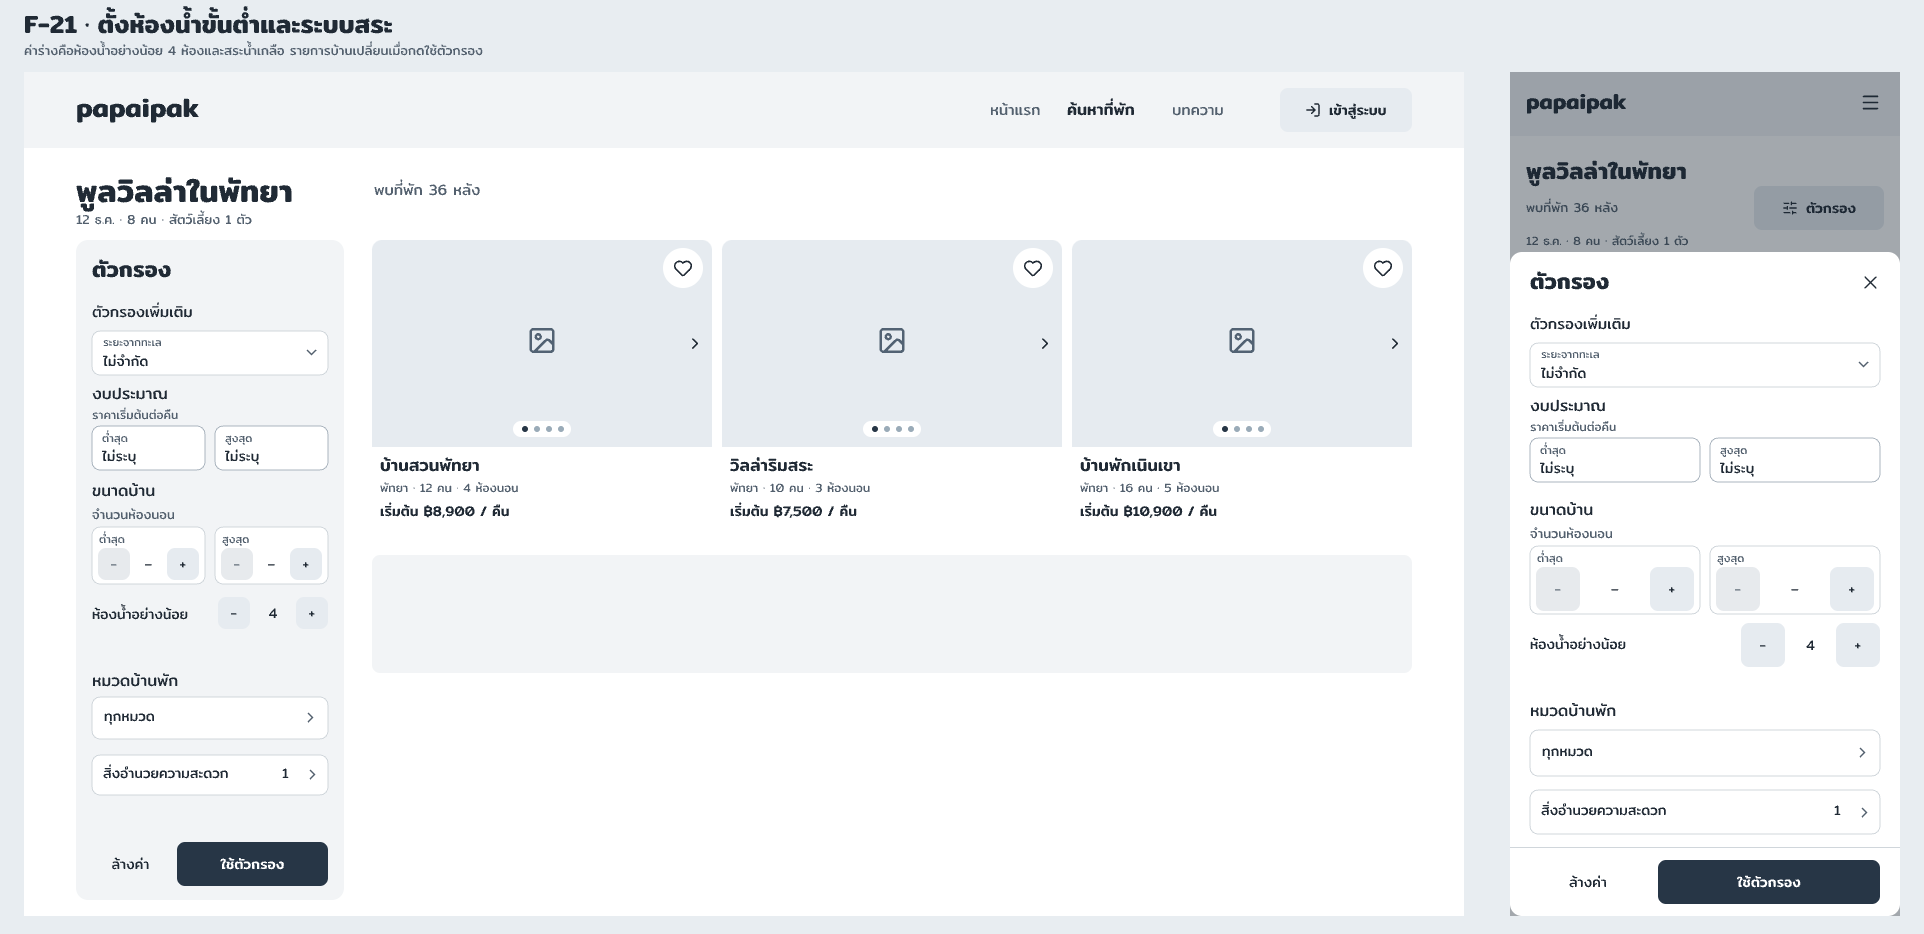 F-21 · ตั้งห้องน้ำขั้นต่ำและระบบสระ
ค่าร่างคือห้องน้ำอย่างน้อย 4 ห้องและสระน้ำเกลือ รายการบ้านเปลี่ยนเมื่อกดใช้ตัวกรอง
papaipak
หน้าแรก
ค้นหาที่พัก
บทความ
เข้าสู่ระบบ
พูลวิลล่าในพัทยา
12 ธ.ค. · 8 คน · สัตว์เลี้ยง 1 ตัว
พบที่พัก 36 หลัง
ตัวกรอง
ตัวกรองเพิ่มเติม
ระยะจากทะเล
ไม่จำกัด
งบประมาณ
ราคาเริ่มต้นต่อคืน
ต่ำสุด
ไม่ระบุ
สูงสุด
ไม่ระบุ
ขนาดบ้าน
จำนวนห้องนอน
ต่ำสุด
- – +
สูงสุด
- – +
ห้องน้ำอย่างน้อย - 4 +
หมวดบ้านพัก
ทุกหมวด
สิ่งอำนวยความสะดวก 1
ล้างค่า
ใช้ตัวกรอง
บ้านสวนพัทยา
พัทยา · 12 คน · 4 ห้องนอน
เริ่มต้น ฿8,900 / คืน
วิลล่าริมสระ
พัทยา · 10 คน · 3 ห้องนอน
เริ่มต้น ฿7,500 / คืน
บ้านพักเนินเขา
พัทยา · 16 คน · 5 ห้องนอน
เริ่มต้น ฿10,900 / คืน
papaipak
พูลวิลล่าในพัทยา
พบที่พัก 36 หลัง
ตัวกรอง
12 ธ.ค. · 8 คน · สัตว์เลี้ยง 1 ตัว
ตัวกรอง
ตัวกรองเพิ่มเติม
ระยะจากทะเล
ไม่จำกัด
งบประมาณ
ราคาเริ่มต้นต่อคืน
ต่ำสุด
ไม่ระบุ
สูงสุด
ไม่ระบุ
ขนาดบ้าน
จำนวนห้องนอน
ต่ำสุด
- – +
สูงสุด
- – +
ห้องน้ำอย่างน้อย - 4 +
หมวดบ้านพัก
ทุกหมวด
สิ่งอำนวยความสะดวก 1
ล้างค่า
ใช้ตัวกรอง